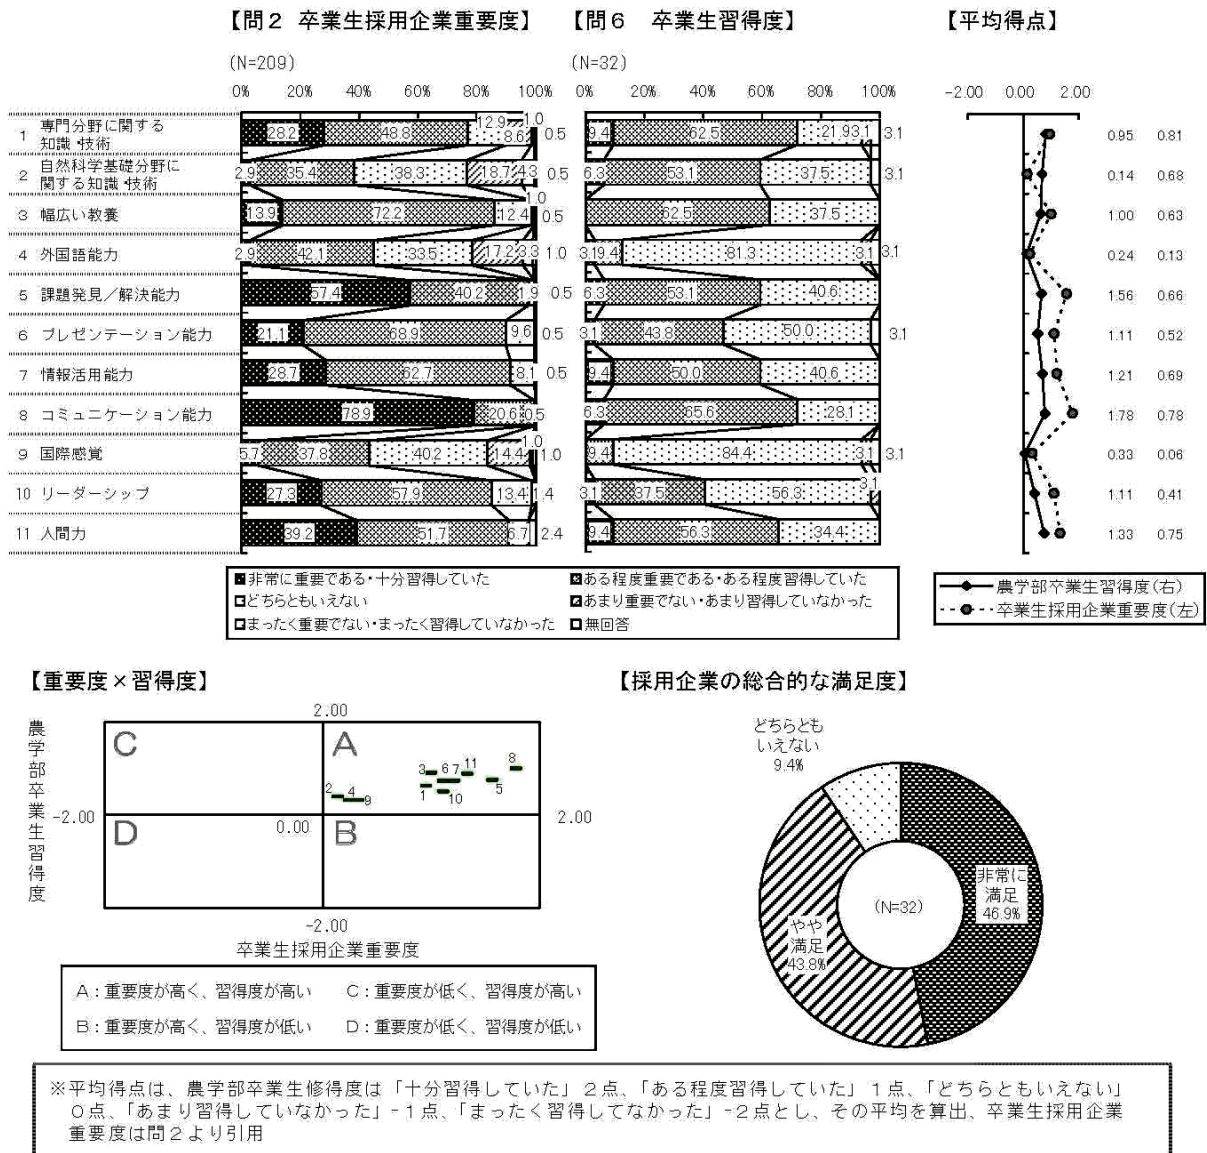 【問２ 卒業生採用企業重要度】 【問６ 卒業生習得度】 【平均得点】
(N=209) (N=32)
0% 20% 40% 60% 80% 100% 0% 20% 40% 60% 80% 100% -2.00 0.00 2.00
1 専門分野に関する知識・技術 28.2 48.8 12.9 8.6 1.0 0.5 9.4 62.5 21.9 3.1 3.1 0.95 0.81
2 自然科学基礎分野に関する知識・技術 2.9 35.4 38.3 18.7 4.3 0.5 6.3 53.1 37.5 3.1 0.14 0.68
3 幅広い教養 13.9 72.2 12.4 1.0 0.5 62.5 37.5 1.00 0.63
4 外国語能力 2.9 42.1 33.5 17.2 3.3 1.0 3.1 9.4 81.3 3.1 3.1 0.24 0.13
5 課題発見／解決能力 57.4 40.2 1.9 0.5 6.3 53.1 40.6 1.56 0.66
6 プレゼンテーション能力 21.1 68.9 9.6 0.5 3.1 43.8 50.0 3.1 1.11 0.52
7 情報活用能力 28.7 62.7 8.1 0.5 9.4 50.0 40.6 1.21 0.69
8 コミュニケーション能力 78.9 20.6 0.5 6.3 65.6 28.1 1.78 0.78
9 国際感覚 5.7 37.8 40.2 14.4 1.0 1.0 9.4 84.4 3.1 3.1 0.33 0.06
10 リーダーシップ 27.3 57.9 13.4 1.4 3.1 37.5 56.3 3.1 1.11 0.41
11 人間力 39.2 51.7 6.7 2.4 9.4 56.3 34.4 1.33 0.75
非常に重要である・十分習得していた ある程度重要である・ある程度習得していた
どちらともいえない あまり重要でない・あまり習得していなかった
まったく重要でない・まったく習得していなかった 無回答
農学部卒業生習得度(右)
卒業生採用企業重要度(左)
【重要度×習得度】
2.00
農学部卒業生習得度
C A
3 6 7 11 8
2 4 9 1 10 5
-2.00 0.00 2.00
D B
-2.00
卒業生採用企業重要度
A：重要度が高く、習得度が高い C：重要度が低く、習得度が高い
B：重要度が高く、習得度が低い D：重要度が低く、習得度が低い
【採用企業の総合的な満足度】
どちらとも
いえない
9.4%
非常に
満足
46.9%
(N=32)
やや
満足
43.8%
※平均得点は、農学部卒業生修得度は「十分習得していた」２点、「ある程度習得していた」１点、「どちらともいえない」
０点、「あまり習得していなかった」-１点、「まったく習得してなかった」-２点とし、その平均を算出、卒業生採用企業
重要度は問２より引用